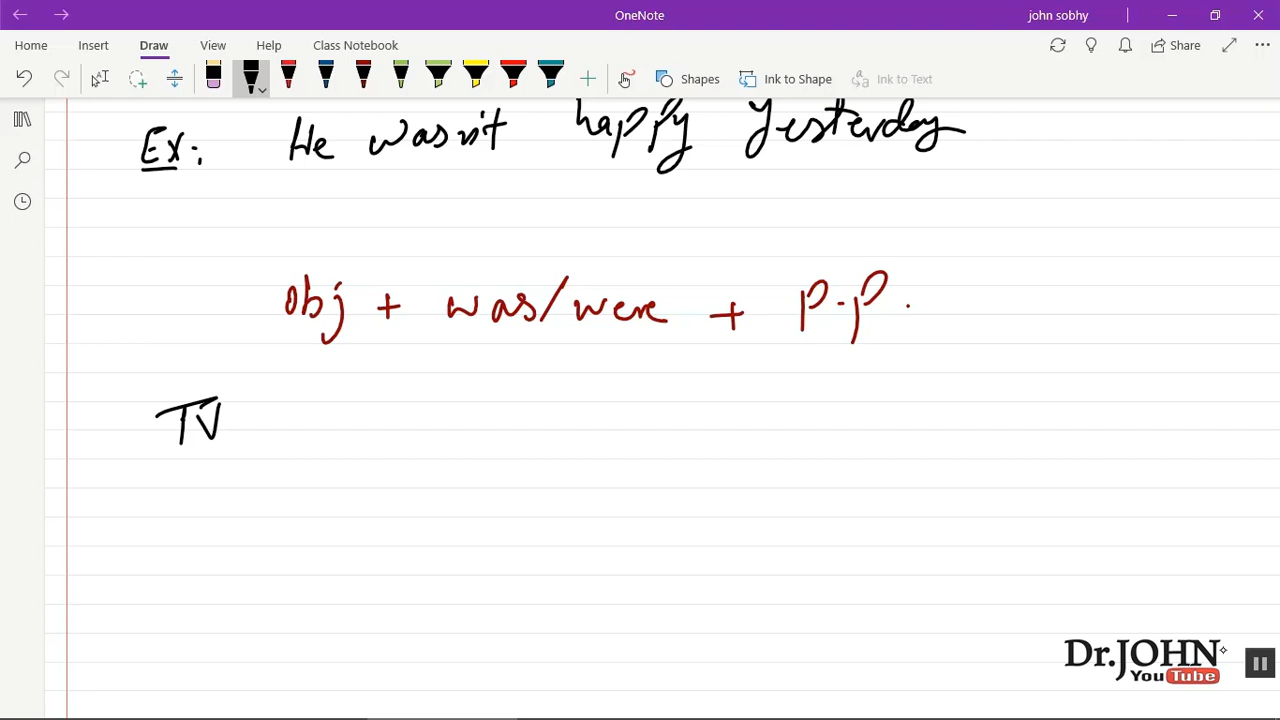 OneNote
john sobhy
Home Insert Draw View Help Class Notebook
Share
Shapes Ink to Shape Ink to Text
Ex: He wasn't happy yesterday
obj + was/were + p.p.
TV
Dr.JOHN
YouTube